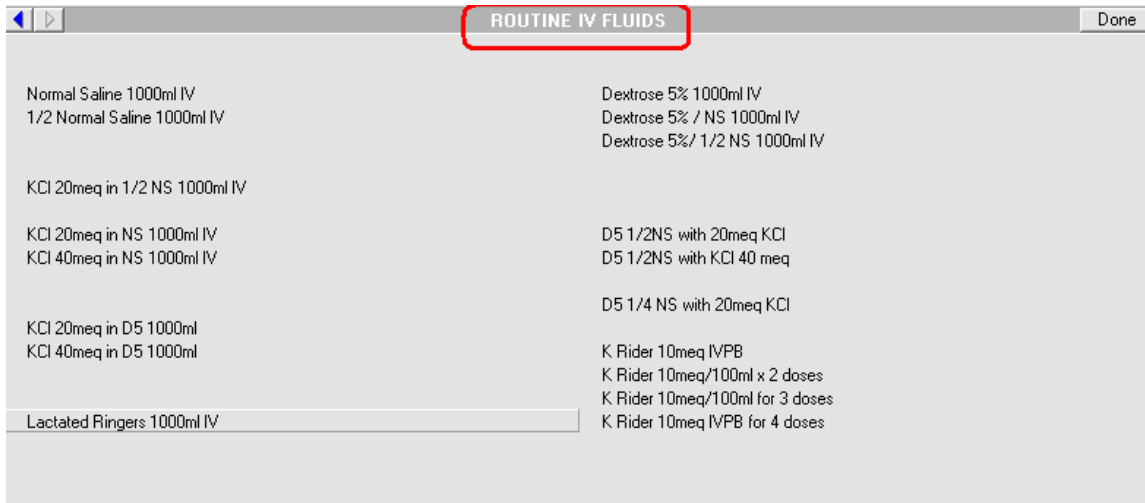 ROUTINE IV FLUIDS
Done
Normal Saline 1000ml IV
1/2 Normal Saline 1000ml IV
KCl 20meq in 1/2 NS 1000ml IV
KCl 20meq in NS 1000ml IV
KCl 40meq in NS 1000ml IV
KCl 20meq in D5 1000ml
KCl 40meq in D5 1000ml
Lactated Ringers 1000ml IV
Dextrose 5% 1000ml IV
Dextrose 5% / NS 1000ml IV
Dextrose 5%/ 1/2 NS 1000ml IV
D5 1/2NS with 20meq KCl
D5 1/2NS with KCl 40 meq
D5 1/4 NS with 20meq KCl
K Rider 10meq IVPB
K Rider 10meq/100ml x 2 doses
K Rider 10meq/100ml for 3 doses
K Rider 10meq IVPB for 4 doses